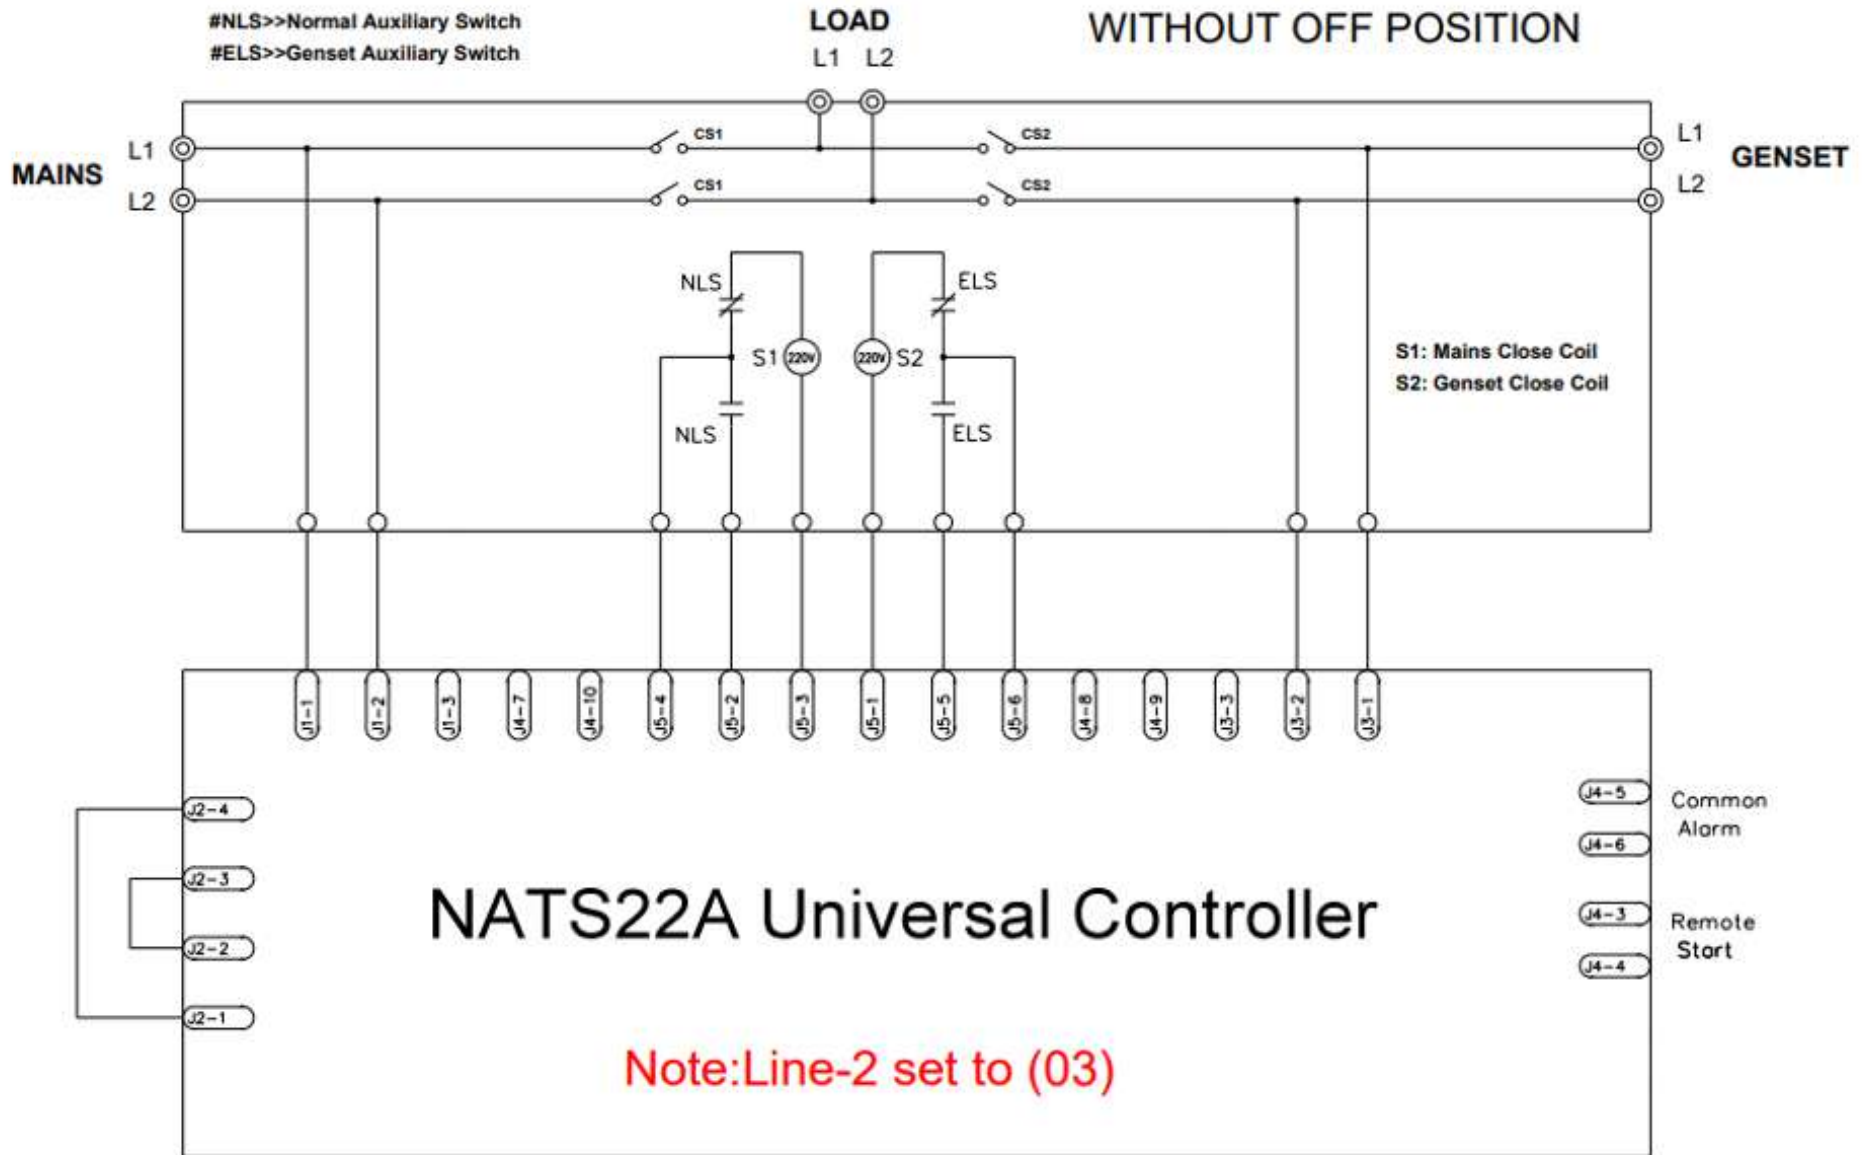 #NLS>>Normal Auxiliary Switch
#ELS>>Genset Auxiliary Switch
LOAD
L1 L2
WITHOUT OFF POSITION
MAINS
L1
L2
CS1
CS1
CS2
CS2
L1
L2
GENSET
NLS
ELS
S1 220V
220V S2
NLS
ELS
S1: Mains Close Coil
S2: Genset Close Coil
J1-1
J1-2
J1-3
J4-7
J4-10
J5-4
J5-2
J5-3
J5-1
J5-5
J5-6
J4-8
J4-9
J3-3
J3-2
J3-1
J2-4
J2-3
J2-2
J2-1
J4-5
J4-6
Common
Alarm
J4-3
J4-4
Remote
Start
NATS22A Universal Controller
Note:Line-2 set to (03)